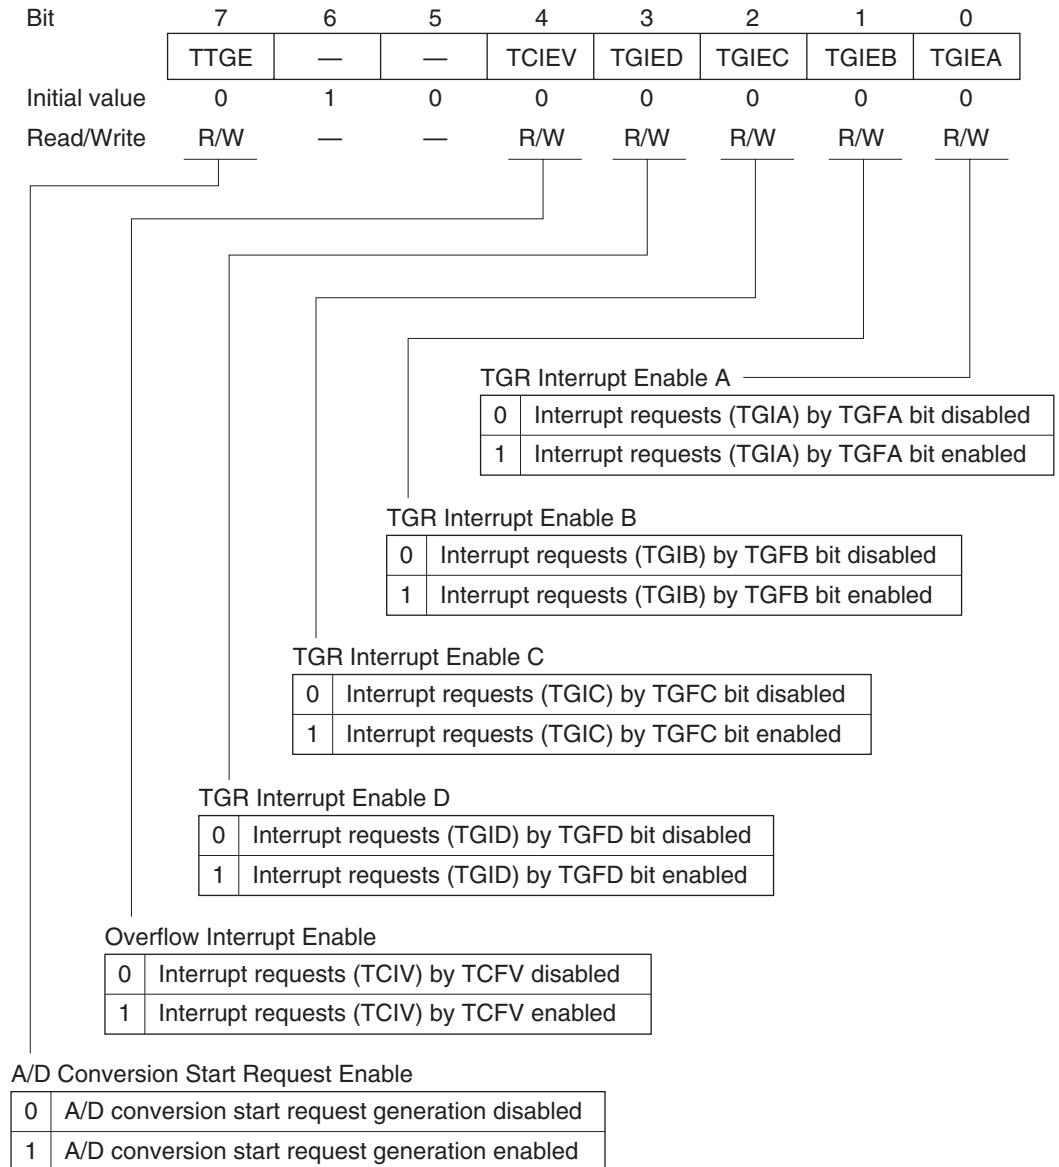 Bit 7 6 5 4 3 2 1 0
TTGE — — TCIEV TGIED TGIEC TGIEB TGIEA
Initial value 0 1 0 0 0 0 0 0
Read/Write R/W — — R/W R/W R/W R/W R/W
TGR Interrupt Enable A
0 Interrupt requests (TGIA) by TGFA bit disabled
1 Interrupt requests (TGIA) by TGFA bit enabled
TGR Interrupt Enable B
0 Interrupt requests (TGIB) by TGFB bit disabled
1 Interrupt requests (TGIB) by TGFB bit enabled
TGR Interrupt Enable C
0 Interrupt requests (TGIC) by TGFC bit disabled
1 Interrupt requests (TGIC) by TGFC bit enabled
TGR Interrupt Enable D
0 Interrupt requests (TGID) by TGFD bit disabled
1 Interrupt requests (TGID) by TGFD bit enabled
Overflow Interrupt Enable
0 Interrupt requests (TCIV) by TCFV disabled
1 Interrupt requests (TCIV) by TCFV enabled
A/D Conversion Start Request Enable
0 A/D conversion start request generation disabled
1 A/D conversion start request generation enabled